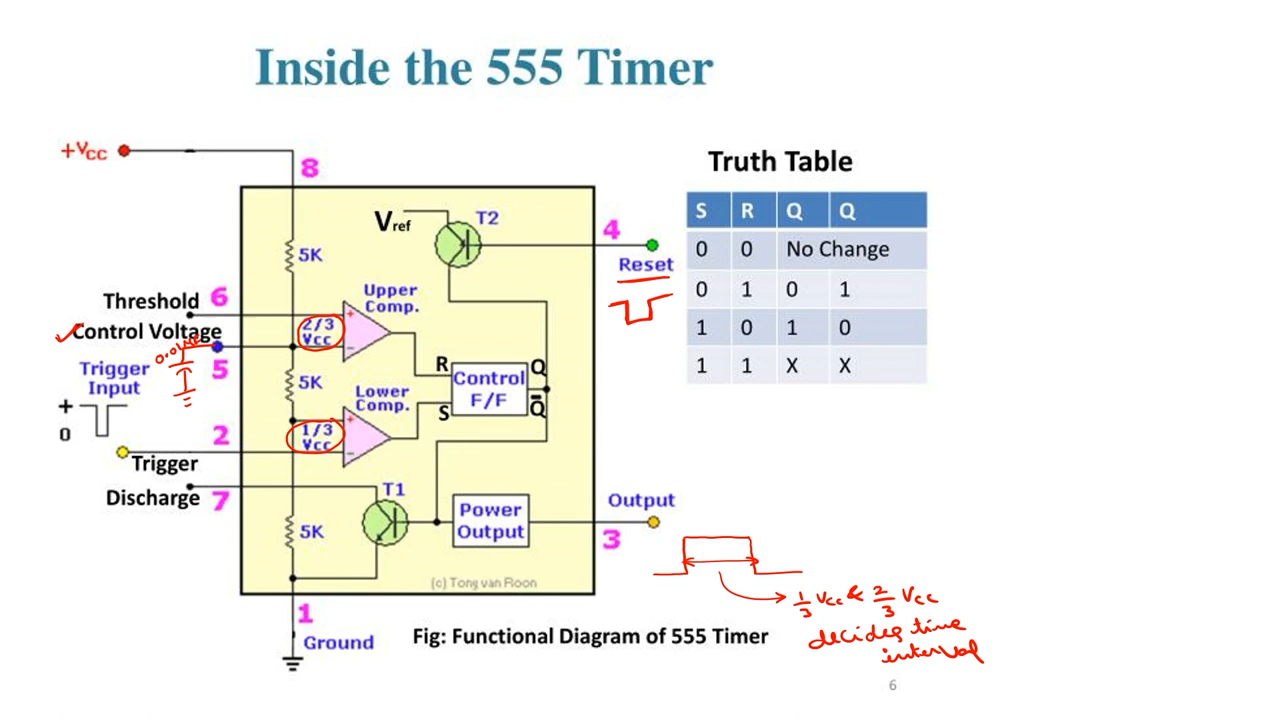 Inside the 555 Timer
+VCC
8
Truth Table
S R Q Q
0 0 No Change
0 1 0 1
1 0 1 0
1 1 X X
Vref
T2
4
Reset
5K
Threshold 6
Upper
Comp.
+
2/3
Vcc
-
Control Voltage
0.01µF
5
Trigger
Input
+
0
5K
R
S
Control
F/F
Q
Q̅
Lower
Comp.
+
1/3
Vcc
-
2
Trigger
Discharge 7
T1
5K
Power
Output
Output
3
(c) Tony van Roon
1
Ground
Fig: Functional Diagram of 555 Timer
1/3 VCC & 2/3 VCC
decides time
interval
6